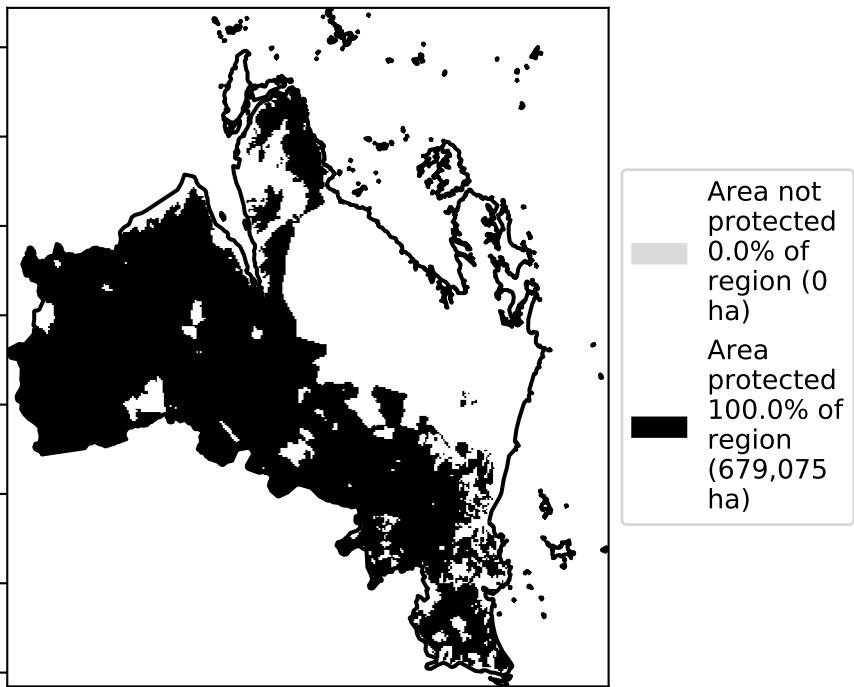 Area not
protected
0.0% of
region (0
ha)
Area
protected
100.0% of
region
(679,075
ha)